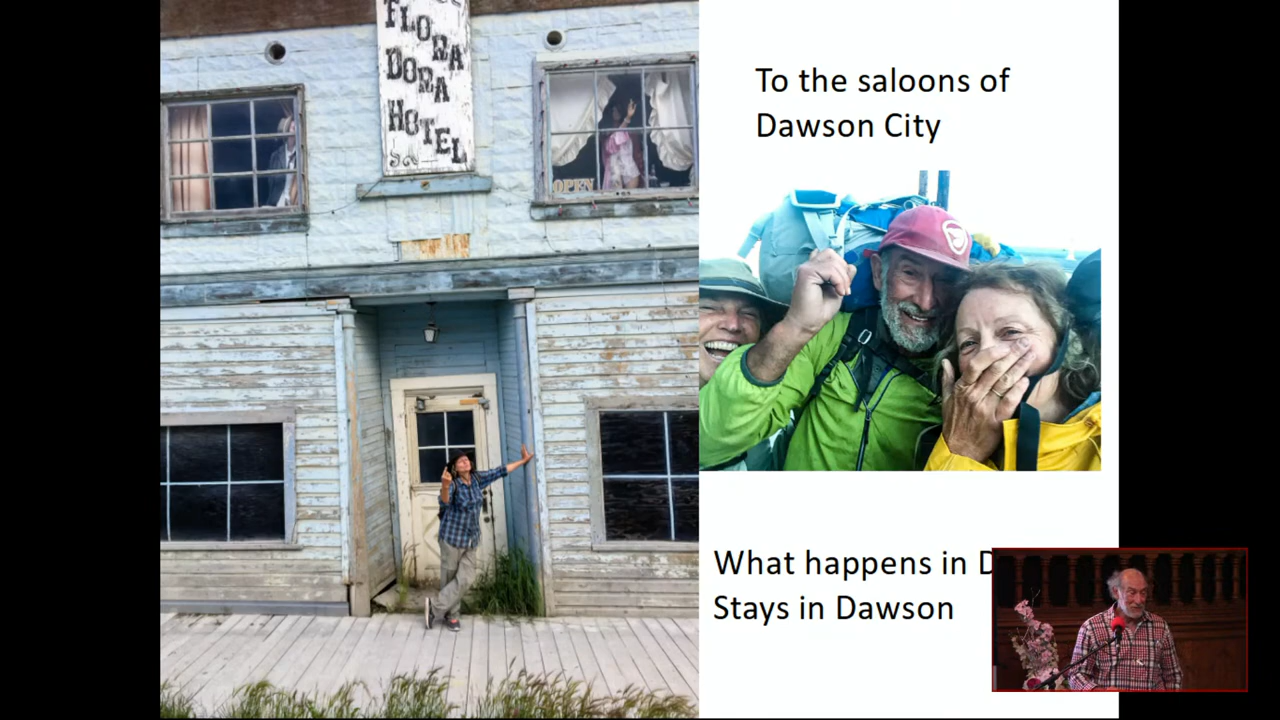 FLORA
DORA
HOTEL
OPEN
To the saloons of
Dawson City
What happens in D
Stays in Dawson